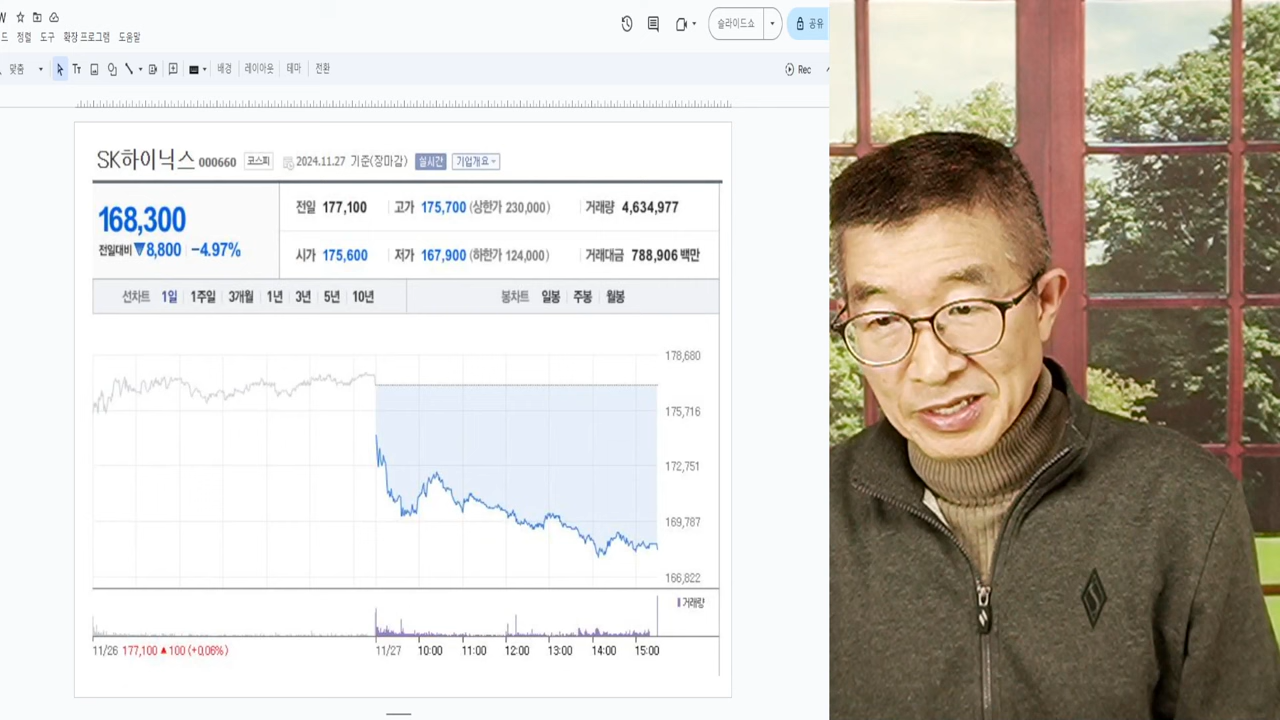 드 정렬 도구 확장 프로그램 도움말
슬라이드쇼
공유
맞춤
Tт
배경 레이아웃 테마 전환
Rec
SK하이닉스 000660 코스피 2024.11.27 기준(장마감) 실시간 기업개요
168,300
전일대비 ▼8,800 −4.97%
전일 177,100 고가 175,700 (상한가 230,000) 거래량 4,634,977
시가 175,600 저가 167,900 (하한가 124,000) 거래대금 788,906 백만
선차트 1일 1주일 3개월 1년 3년 5년 10년 봉차트 일봉 주봉 월봉
178,680
175,716
172,751
169,787
166,822
거래량
11/26 177,100 ▲100 (+0.06%) 11/27 10:00 11:00 12:00 13:00 14:00 15:00